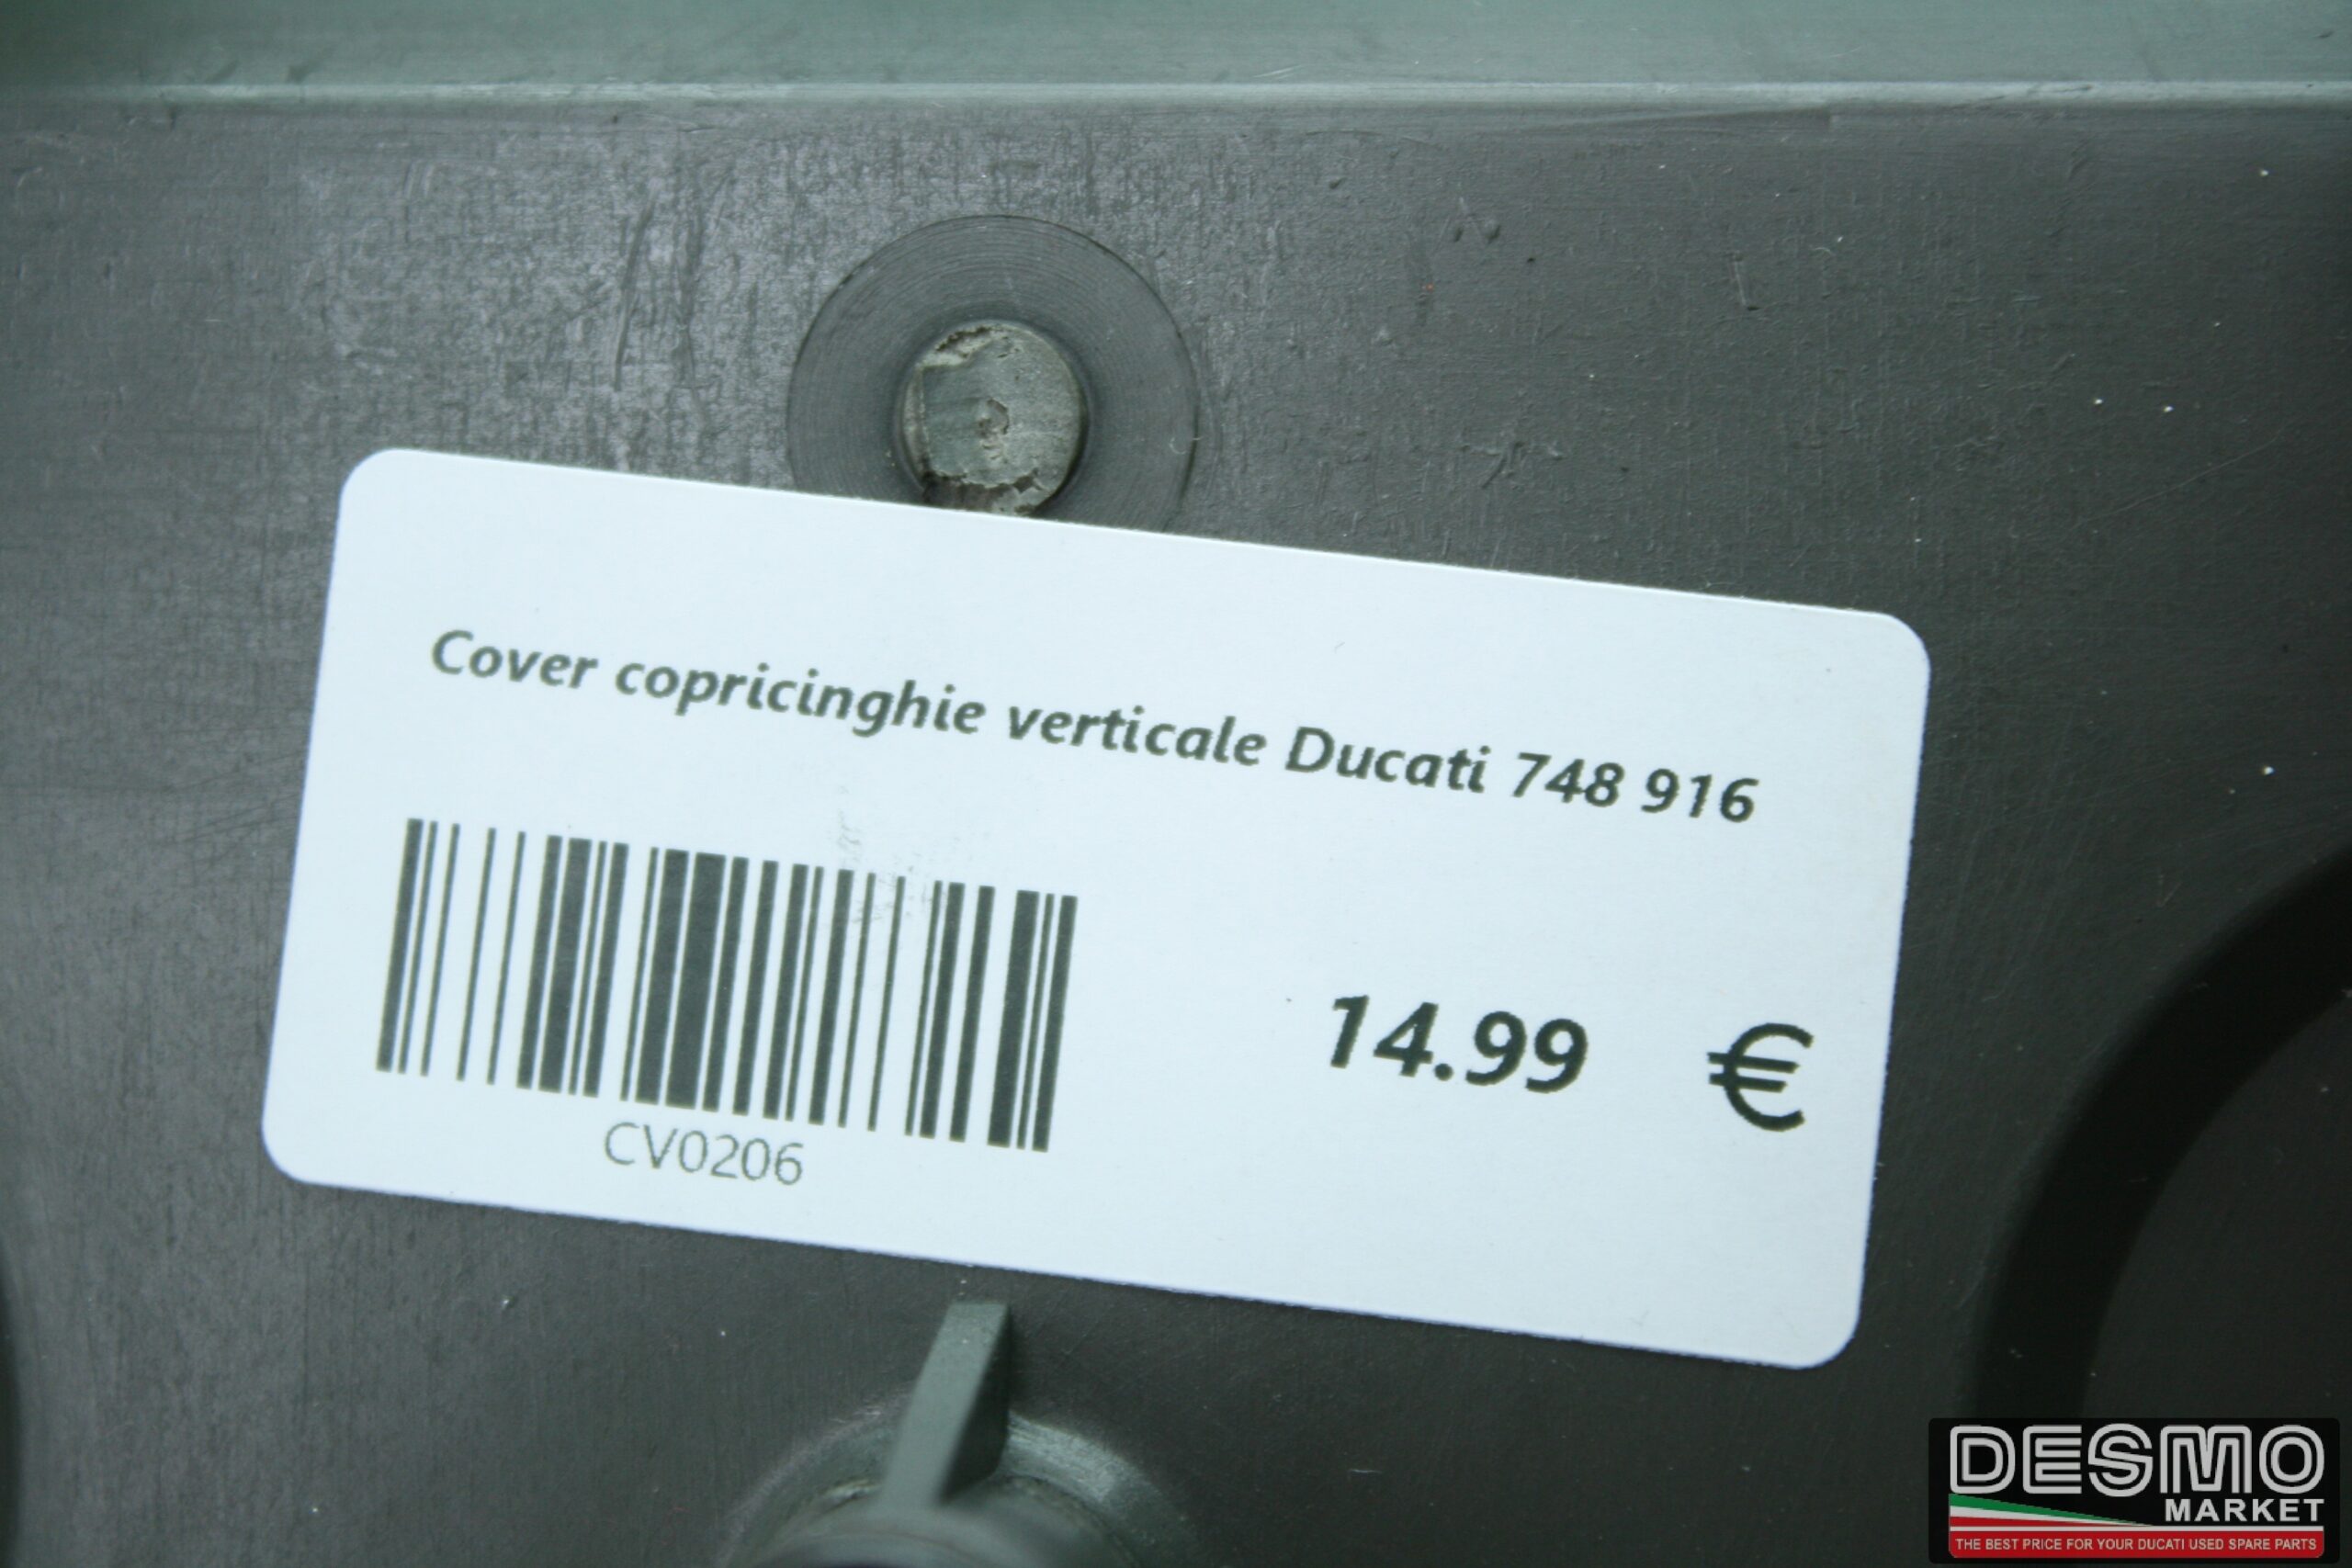 Cover copricinghie verticale Ducati 748 916
14.99 €
CV0206
DESMO
MARKET
THE BEST PRICE FOR YOUR DUCATI USED SPARE PARTS